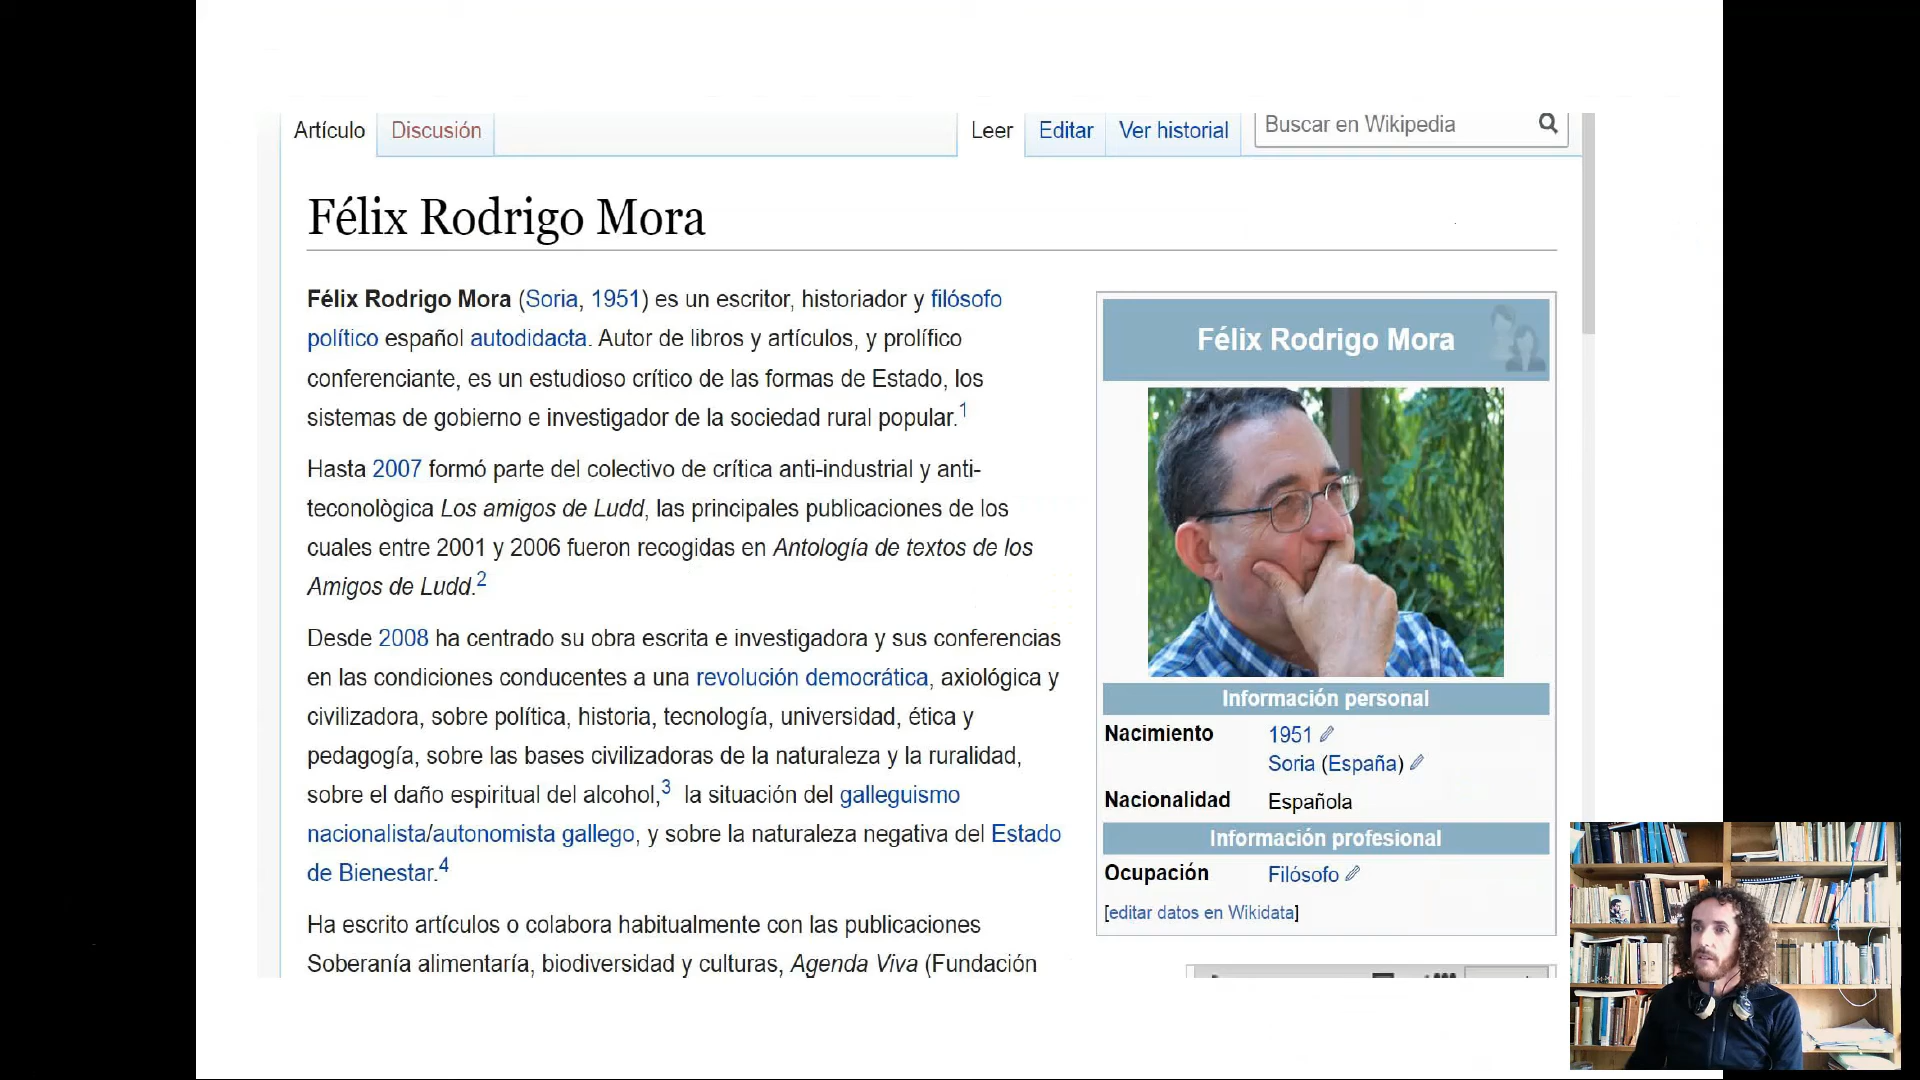 Artículo
Discusión
Leer
Editar
Ver historial
Buscar en Wikipedia
Félix Rodrigo Mora
Félix Rodrigo Mora (Soria, 1951) es un escritor, historiador y filósofo
político español autodidacta. Autor de libros y artículos, y prolífico
conferenciante, es un estudioso crítico de las formas de Estado, los
sistemas de gobierno e investigador de la sociedad rural popular.1
Hasta 2007 formó parte del colectivo de crítica anti-industrial y anti-
teconològica Los amigos de Ludd, las principales publicaciones de los
cuales entre 2001 y 2006 fueron recogidas en Antología de textos de los
Amigos de Ludd.2
Desde 2008 ha centrado su obra escrita e investigadora y sus conferencias
en las condiciones conducentes a una revolución democrática, axiológica y
civilizadora, sobre política, historia, tecnología, universidad, ética y
pedagogía, sobre las bases civilizadoras de la naturaleza y la ruralidad,
sobre el daño espiritual del alcohol,3 la situación del galleguismo
nacionalista/autonomista gallego, y sobre la naturaleza negativa del Estado
de Bienestar.4
Ha escrito artículos o colabora habitualmente con las publicaciones
Soberanía alimentaría, biodiversidad y culturas, Agenda Viva (Fundación
Félix Rodrigo Mora
Información personal
Nacimiento 1951
Soria (España)
Nacionalidad Española
Información profesional
Ocupación Filósofo
[editar datos en Wikidata]